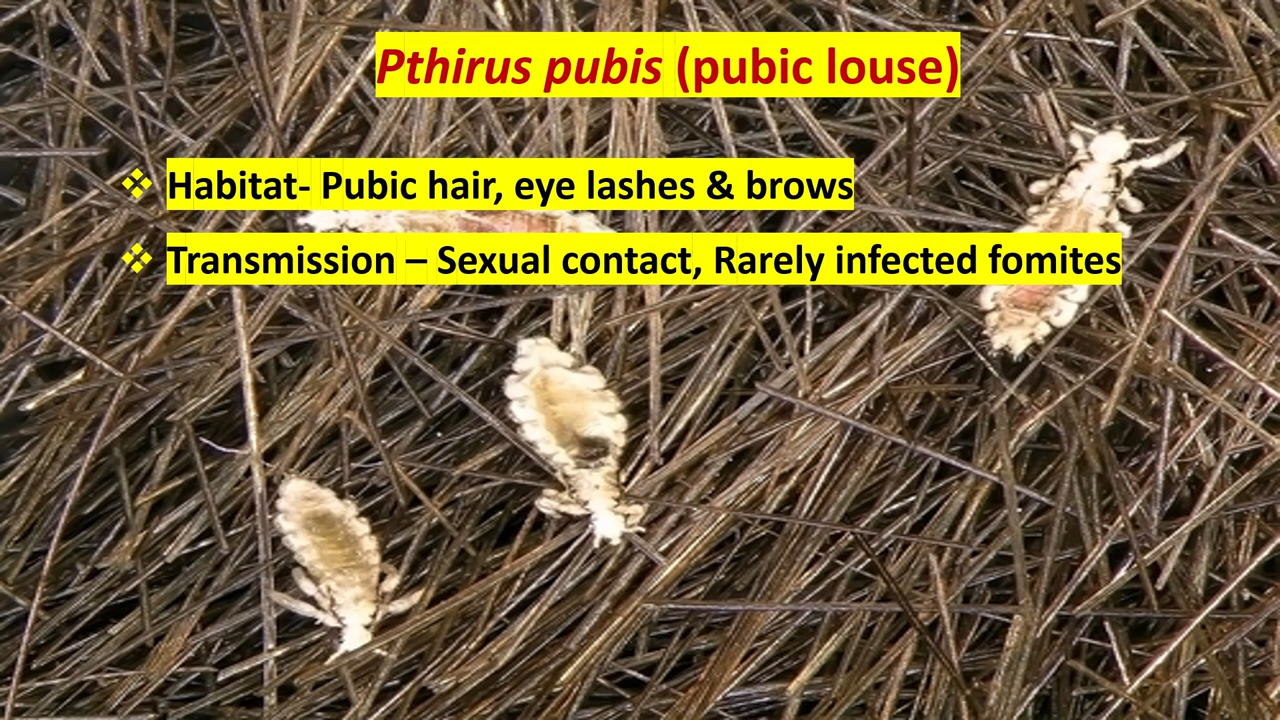 Pthirus pubis (pubic louse)
❖ Habitat- Pubic hair, eye lashes & brows
❖ Transmission – Sexual contact, Rarely infected fomites